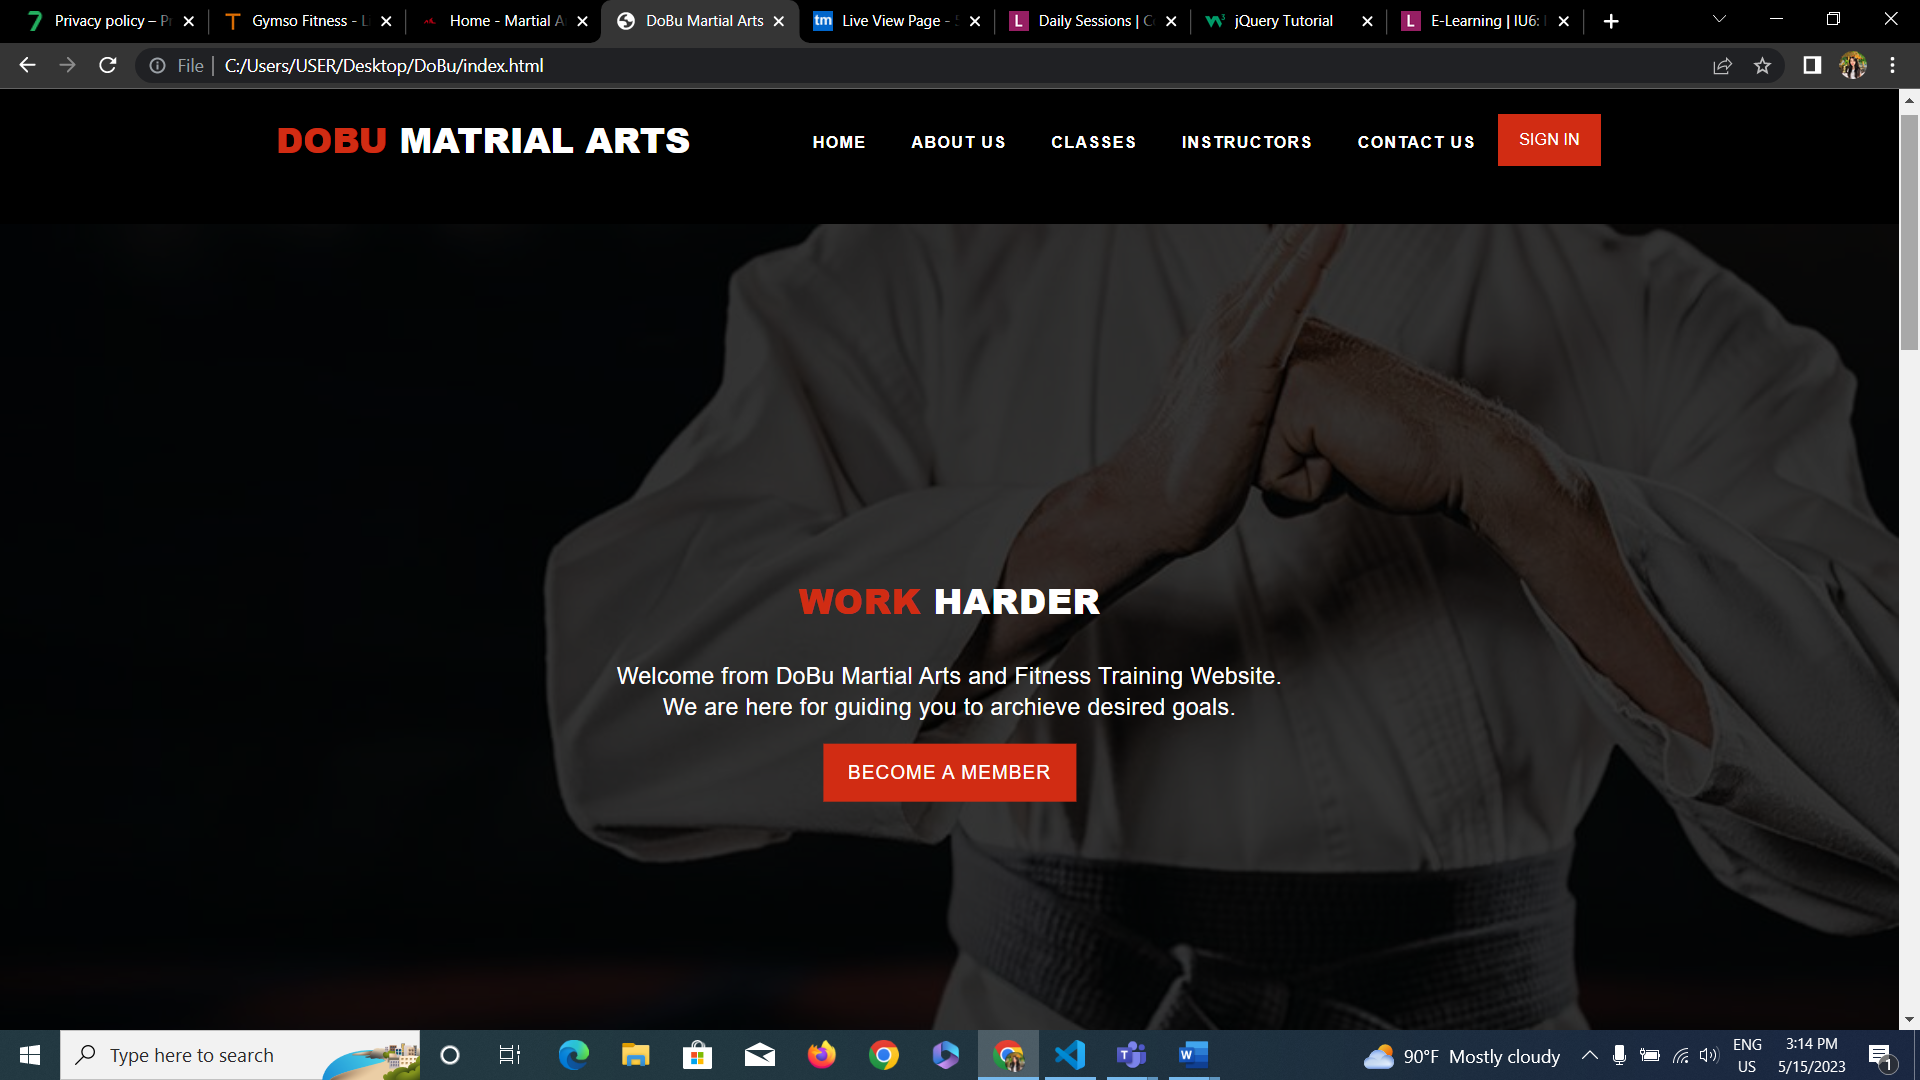 Privacy policy – Pr
Gymso Fitness - Li
Home - Martial A
DoBu Martial Arts
tm Live View Page - S
L Daily Sessions | Co
jQuery Tutorial
L E-Learning | IU6:
File | C:/Users/USER/Desktop/DoBu/index.html
DOBU MATRIAL ARTS
HOME ABOUT US CLASSES INSTRUCTORS CONTACT US SIGN IN
WORK HARDER
Welcome from DoBu Martial Arts and Fitness Training Website.
We are here for guiding you to archieve desired goals.
BECOME A MEMBER
Type here to search
90°F Mostly cloudy
ENG
US
3:14 PM
5/15/2023
1